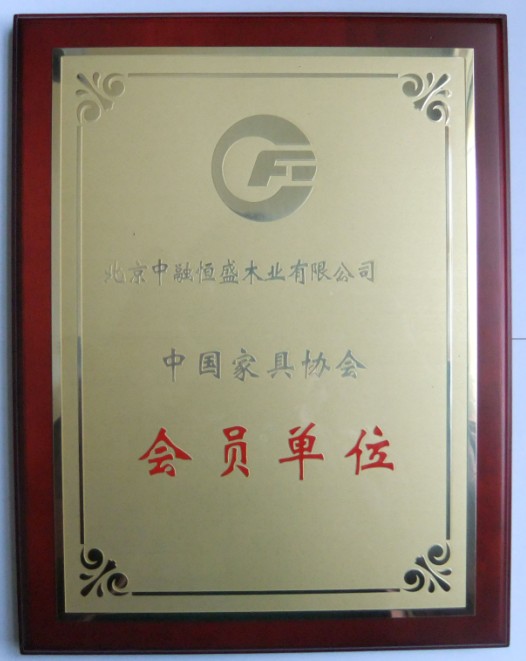 北京中融恒盛木业有限公司
中国家具协会
会员单位